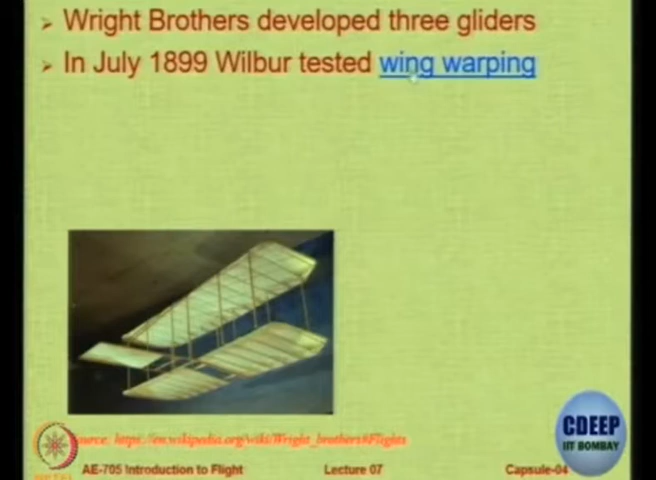 Wright Brothers developed three gliders
In July 1899 Wilbur tested wing warping
ource: https://en.wikipedia.org/wiki/Wright_brothers#Flights
CDEEP
IIT BOMBAY
AE-705 Introduction to Flight Lecture 07 Capsule-04